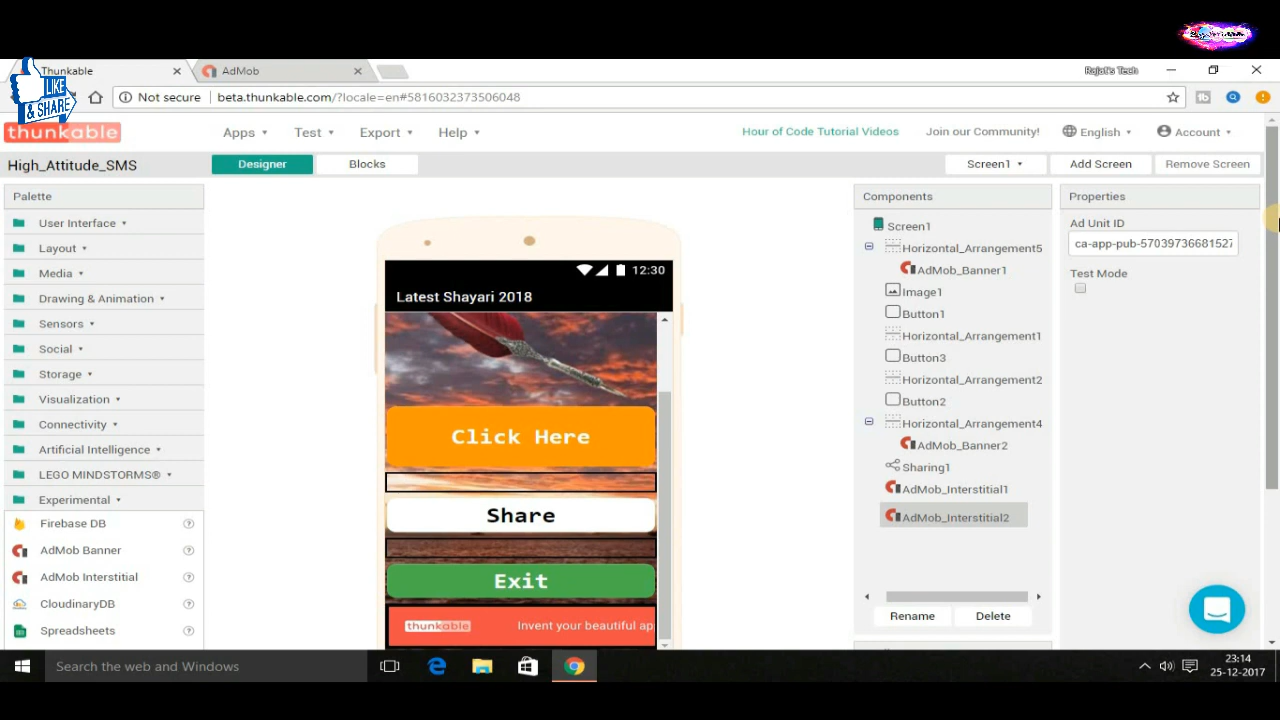 LIKE
& SHARE
Thunkable
AdMob
Rajat's Tech
Not secure
beta.thunkable.com/?locale=en#5816032373506048
thunkable
Apps
Test
Export
Help
Hour of Code Tutorial Videos
Join our Community!
English
Account
High_Attitude_SMS
Designer
Blocks
Screen1
Add Screen
Remove Screen
Palette
User Interface
Layout
Media
Drawing & Animation
Sensors
Social
Storage
Visualization
Connectivity
Artificial Intelligence
LEGO MINDSTORMS®
Experimental
Firebase DB
AdMob Banner
AdMob Interstitial
CloudinaryDB
Spreadsheets
12:30
Latest Shayari 2018
Click Here
Share
Exit
thunkable
Invent your beautiful ap
Components
Screen1
Horizontal_Arrangement5
AdMob_Banner1
Image1
Button1
Horizontal_Arrangement1
Button3
Horizontal_Arrangement2
Button2
Horizontal_Arrangement4
AdMob_Banner2
Sharing1
AdMob_Interstitial1
AdMob_Interstitial2
Rename
Delete
Properties
Ad Unit ID
ca-app-pub-5703973668152
Test Mode
Search the web and Windows
23:14
25-12-2017